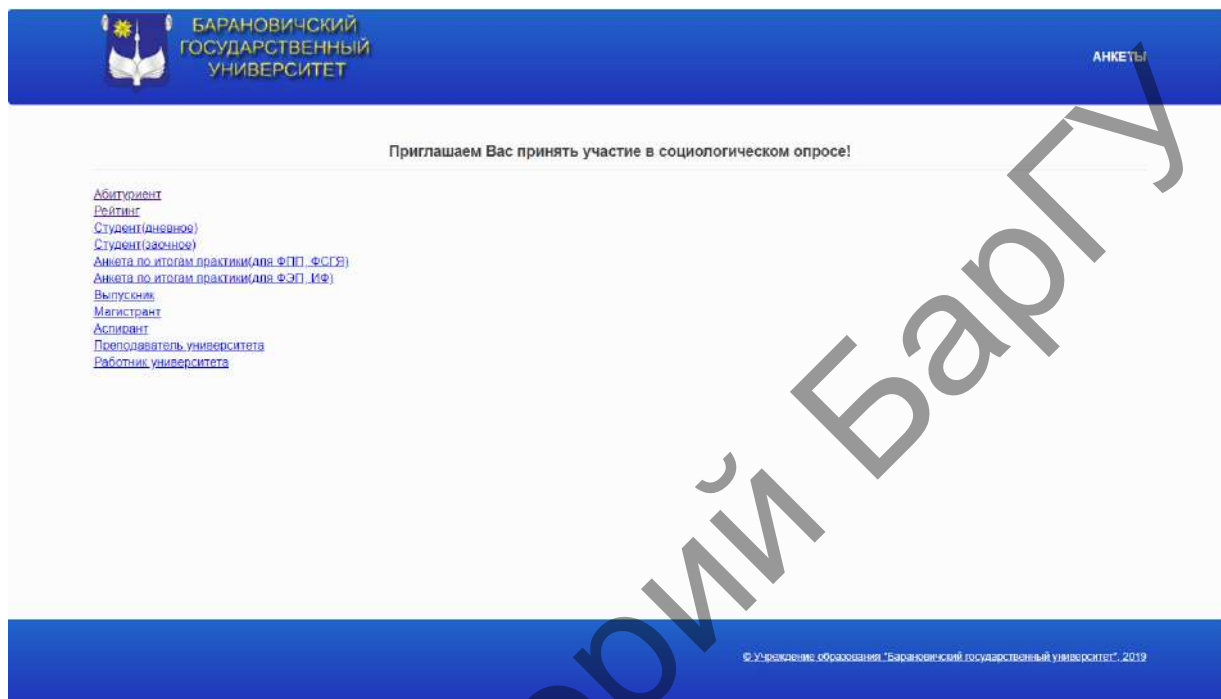 БАРАНОВИЧСКИЙ
ГОСУДАРСТВЕННЫЙ
УНИВЕРСИТЕТ
АНКЕТЫ
Приглашаем Вас принять участие в социологическом опросе!
Абитуриент
Рейтинг
Студент(дневное)
Студент(заочное)
Анкета по итогам практики(для ФПП, ФСГЯ)
Анкета по итогам практики(для ФЭП, ИФ)
Выпускник
Магистрант
Аспирант
Преподаватель университета
Работник университета
© Учреждение образования "Барановичский государственный университет", 2019
орий БарГУ